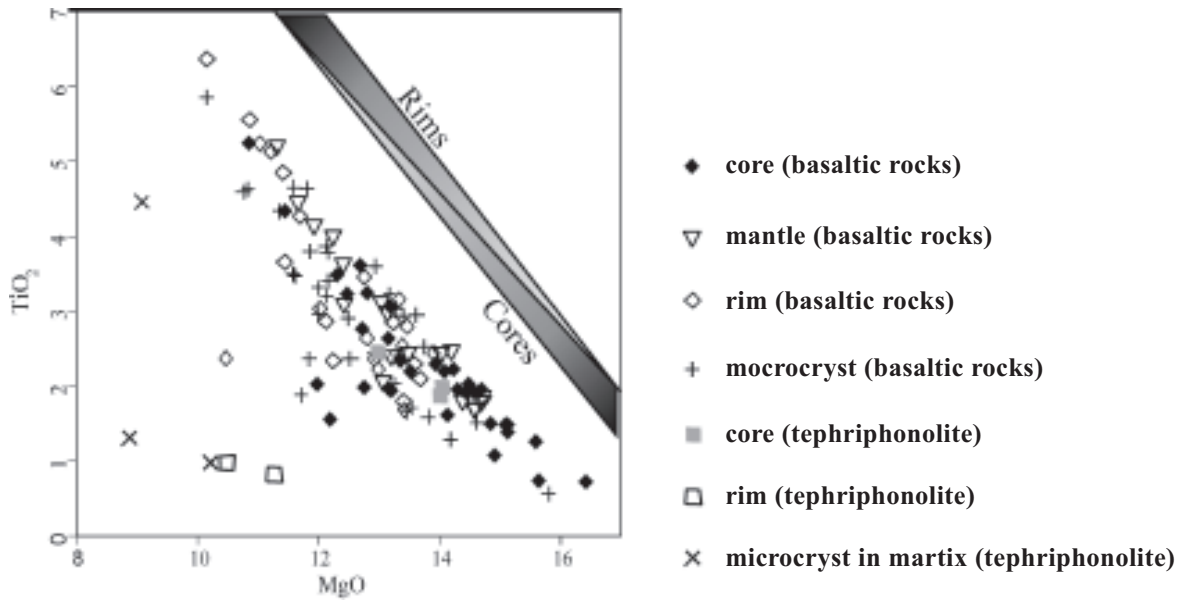 7
6
5
4
3
2
1
0
TiO2
8
10
12
14
16
MgO
Rims
Cores
core (basaltic rocks)
mantle (basaltic rocks)
rim (basaltic rocks)
mocrocryst (basaltic rocks)
core (tephriphonolite)
rim (tephriphonolite)
microcryst in martix (tephriphonolite)